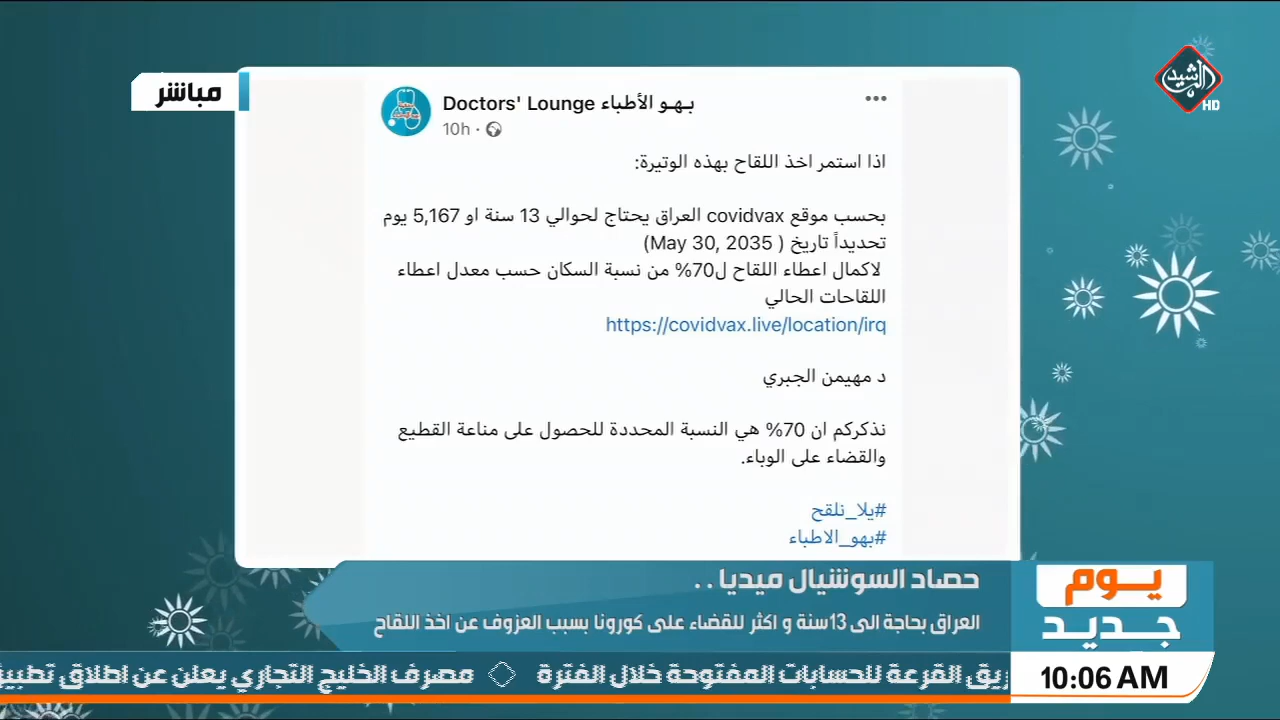 مباشر
الرشيد
HD
Doctors' Lounge بهو الأطباء
10h ·
اذا استمر اخذ اللقاح بهذه الوتيرة:
بحسب موقع covidvax العراق يحتاج لحوالي 13 سنة او 5,167 يوم
تحديداً تاريخ ( May 30, 2035)
لاكمال اعطاء اللقاح ل70% من نسبة السكان حسب معدل اعطاء
اللقاحات الحالي
https://covidvax.live/location/irq
د مهيمن الجبري
نذكركم ان 70% هي النسبة المحددة للحصول على مناعة القطيع
والقضاء على الوباء.
#يلا_نلقح
#بهو_الاطباء
حصاد السوشيال ميديا . .
العراق بحاجة الى 13سنة و اكثر للقضاء على كورونا بسبب العزوف عن اخذ اللقاح
يوم
جديد
ريق القرعة للحسابات المفتوحة خلال الفترة ◇ مصرف الخليج التجاري يعلن عن اطلاق تطبيق
10:06 AM